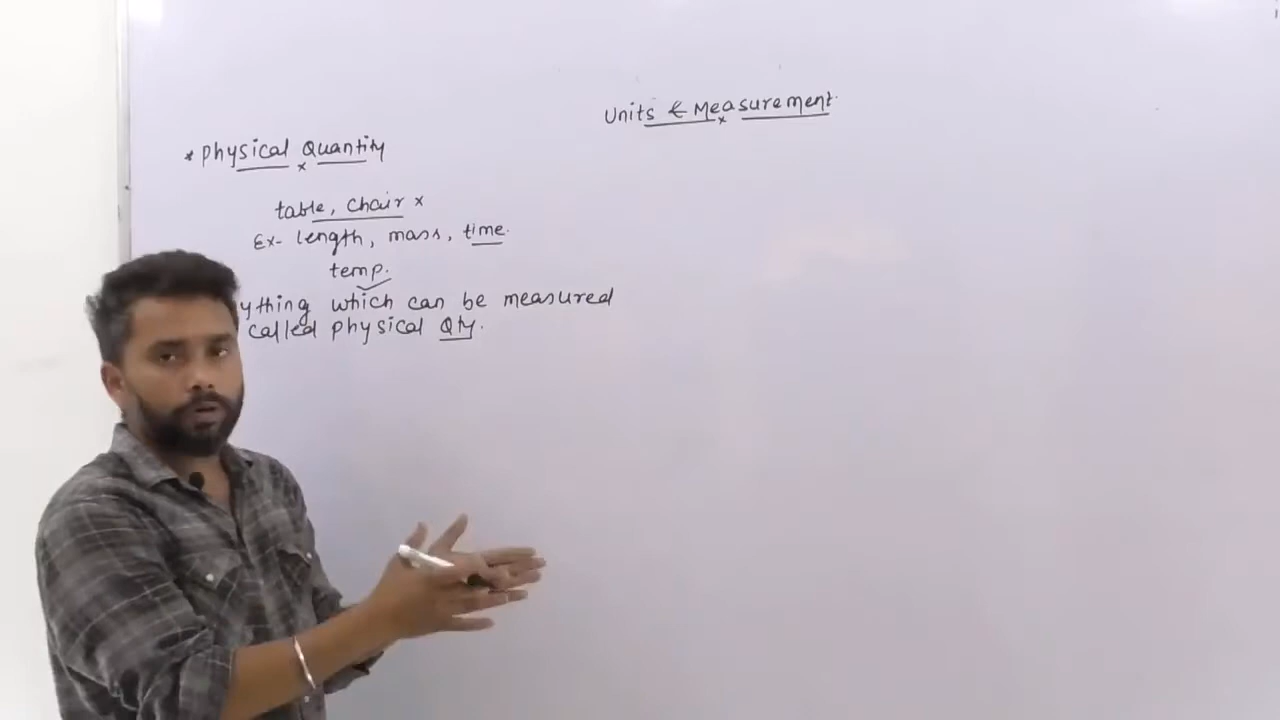 Units & Measurement.
* Physical Quantity
table, chair x
Ex- length, mass, time.
temp.
ything which can be measured
called physical Qty.